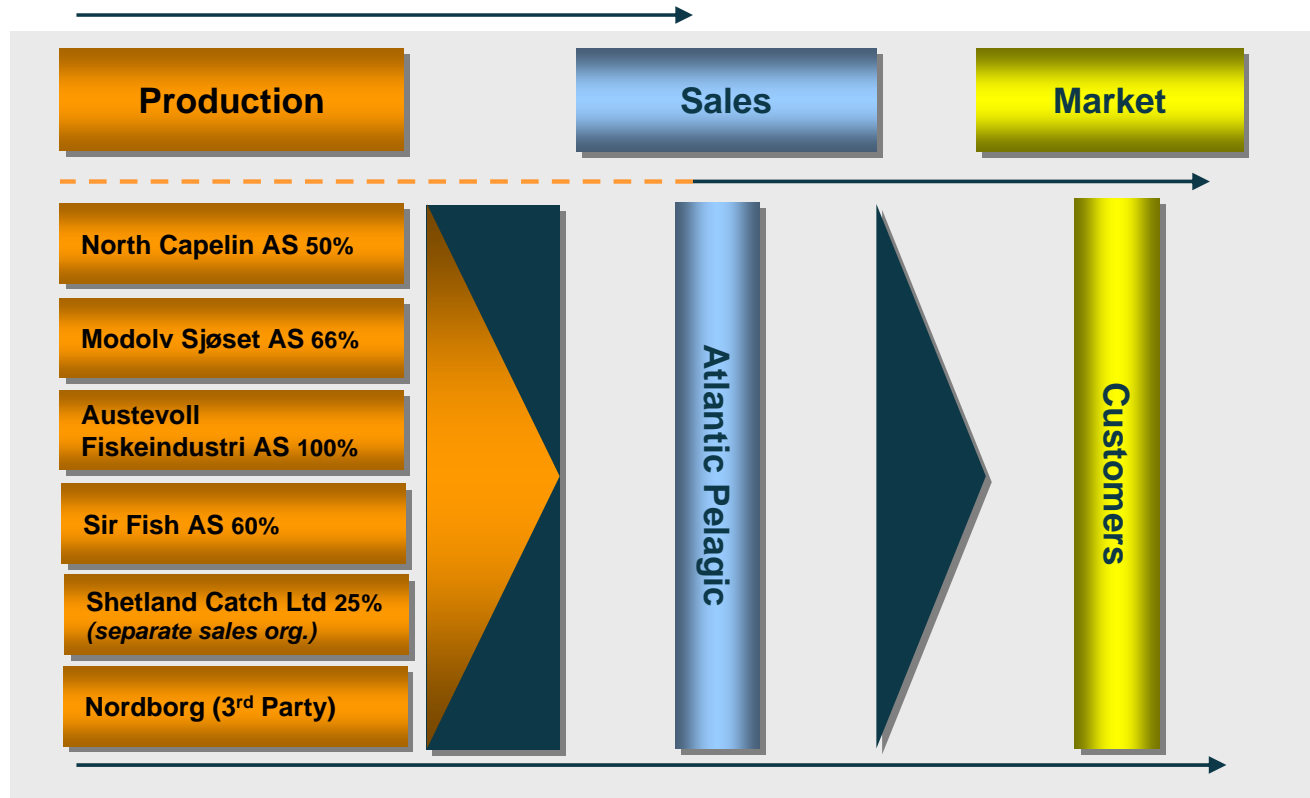 Production
Sales
Market
North Capelin AS 50%
Modolv Sjøset AS 66%
Austevoll
Fiskeindustri AS 100%
Sir Fish AS 60%
Shetland Catch Ltd 25%
(separate sales org.)
Nordborg (3rd Party)
Atlantic Pelagic
Customers